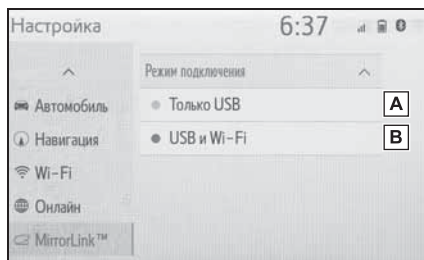 Настройка 6:37
Режим подключения
Автомобиль
Только USB A
Навигация
USB и Wi-Fi B
Wi-Fi
Онлайн
MirrorLink™